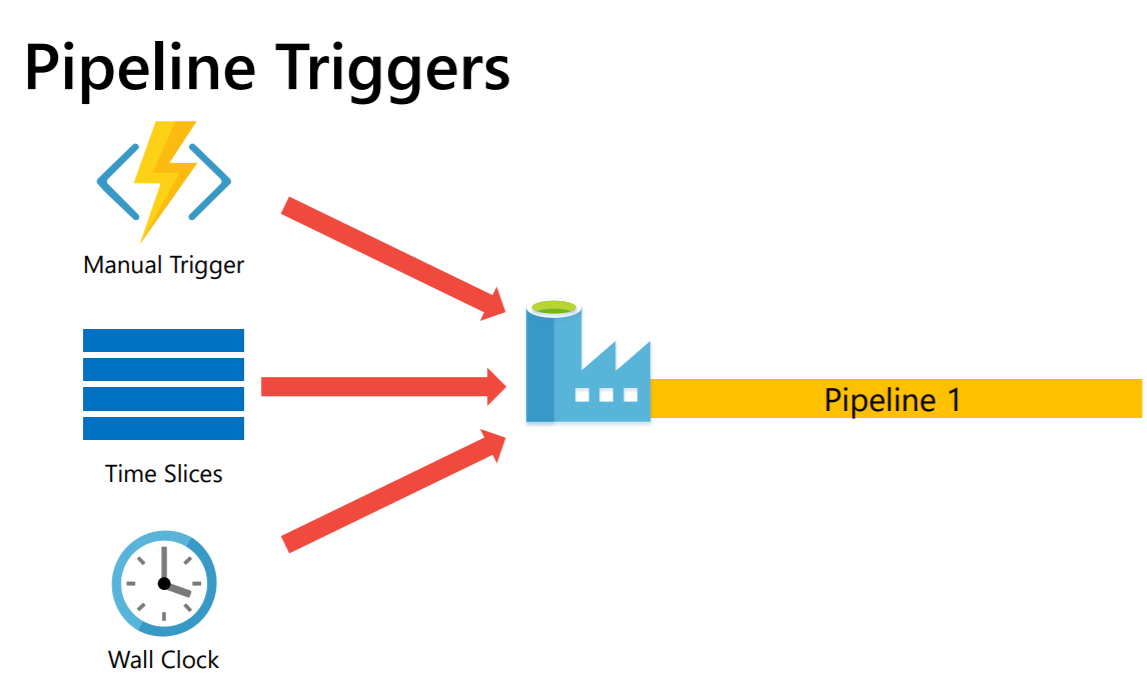 Pipeline Triggers
Manual Trigger
Time Slices
Pipeline 1
Wall Clock